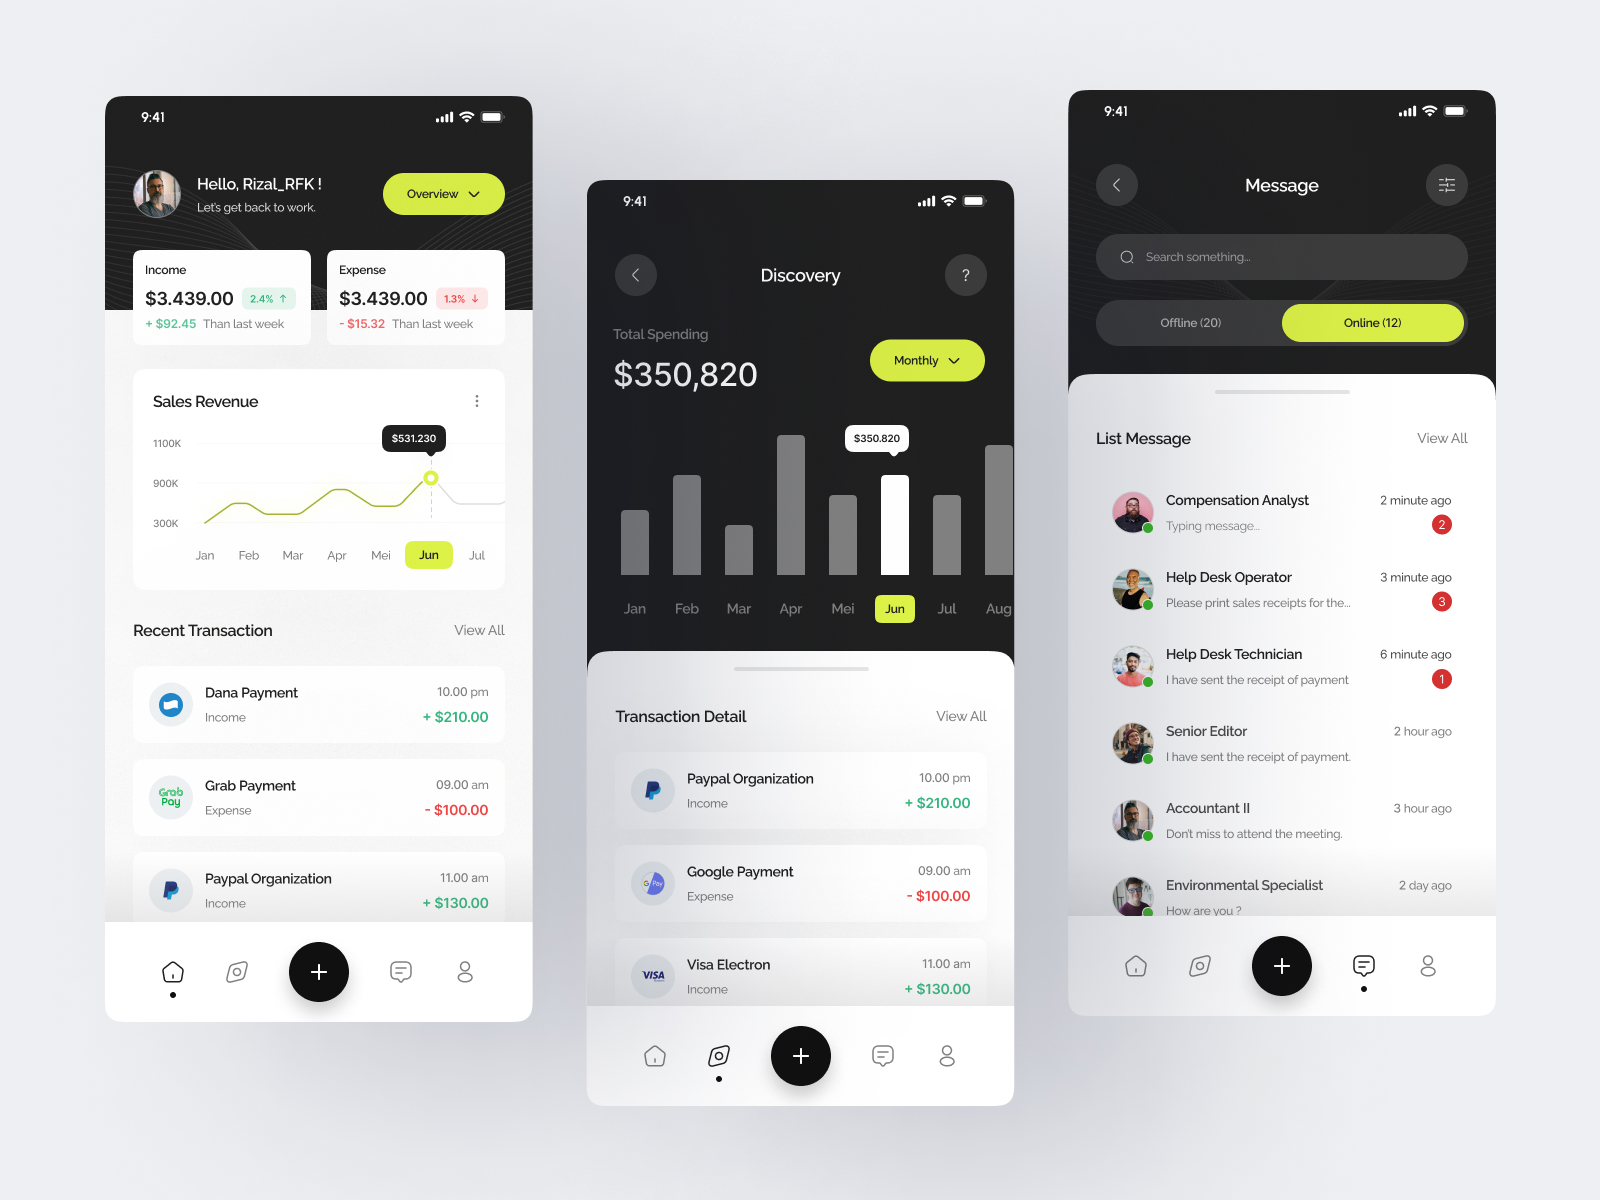 9:41
Hello, Rizal_RFK !
Let's get back to work.
Overview
Income
$3.439.00
2.4% ↑
+ $92.45 Than last week
Expense
$3.439.00
1.3% ↓
- $15.32 Than last week
Sales Revenue
$531.230
1100K
900K
300K
Jan Feb Mar Apr Mei Jun Jul
Recent Transaction View All
Dana Payment 10.00 pm
Income + $210.00
Grab Pay
Grab Payment 09.00 am
Expense - $100.00
Paypal Organization 11.00 am
Income + $130.00
9:41
Discovery ?
Total Spending
$350,820
Monthly
$350.820
Jan Feb Mar Apr Mei Jun Jul Aug
Transaction Detail View All
Paypal Organization 10.00 pm
Income + $210.00
G Pay
Google Payment 09.00 am
Expense - $100.00
VISA
Visa Electron 11.00 am
Income + $130.00
9:41
Message
Search something...
Offline (20) Online (12)
List Message View All
Compensation Analyst 2 minute ago
Typing message... 2
Help Desk Operator 3 minute ago
Please print sales receipts for the... 3
Help Desk Technician 6 minute ago
I have sent the receipt of payment 1
Senior Editor 2 hour ago
I have sent the receipt of payment.
Accountant II 3 hour ago
Don't miss to attend the meeting.
Environmental Specialist 2 day ago
How are you ?